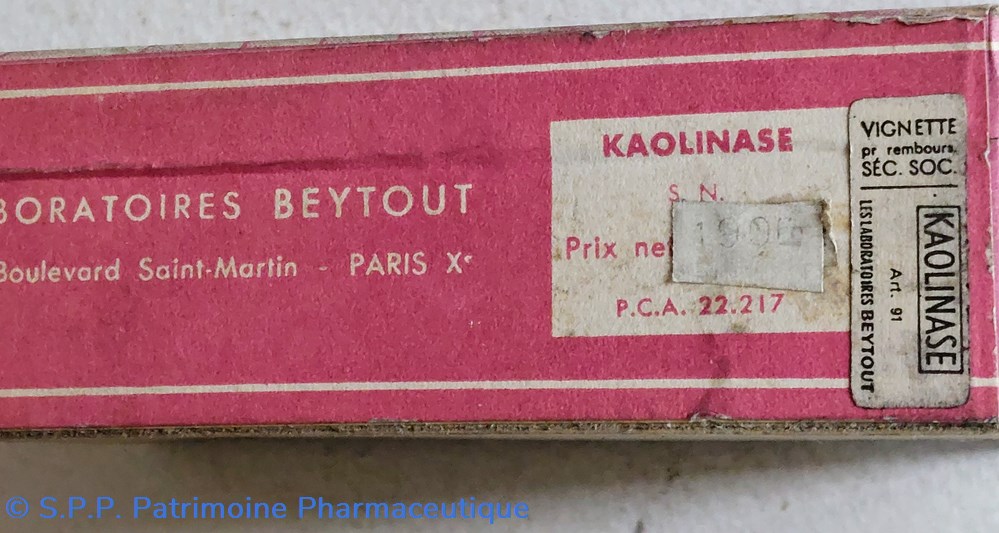 BORATOIRES BEYTOUT
Boulevard Saint-Martin - PARIS Xe
KAOLINASE
S. N.
Prix ne
P.C.A. 22.217
VIGNETTE
pr rembours.
SÉC. SOC.
KAOLINASE
Art. 91
LES LABORATOIRES BEYTOUT
© S.P.P. Patrimoine Pharmaceutique